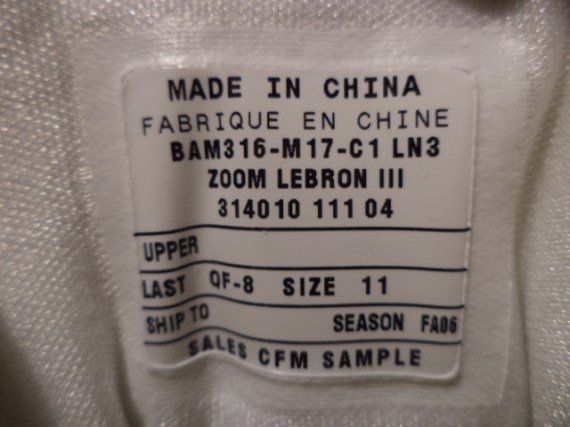 MADE IN CHINA
FABRIQUE EN CHINE
BAM316-M17-C1 LN3
ZOOM LEBRON III
314010 111 04
UPPER
LAST QF-8 SIZE 11
SHIP TO SEASON FA06
SALES CFM SAMPLE